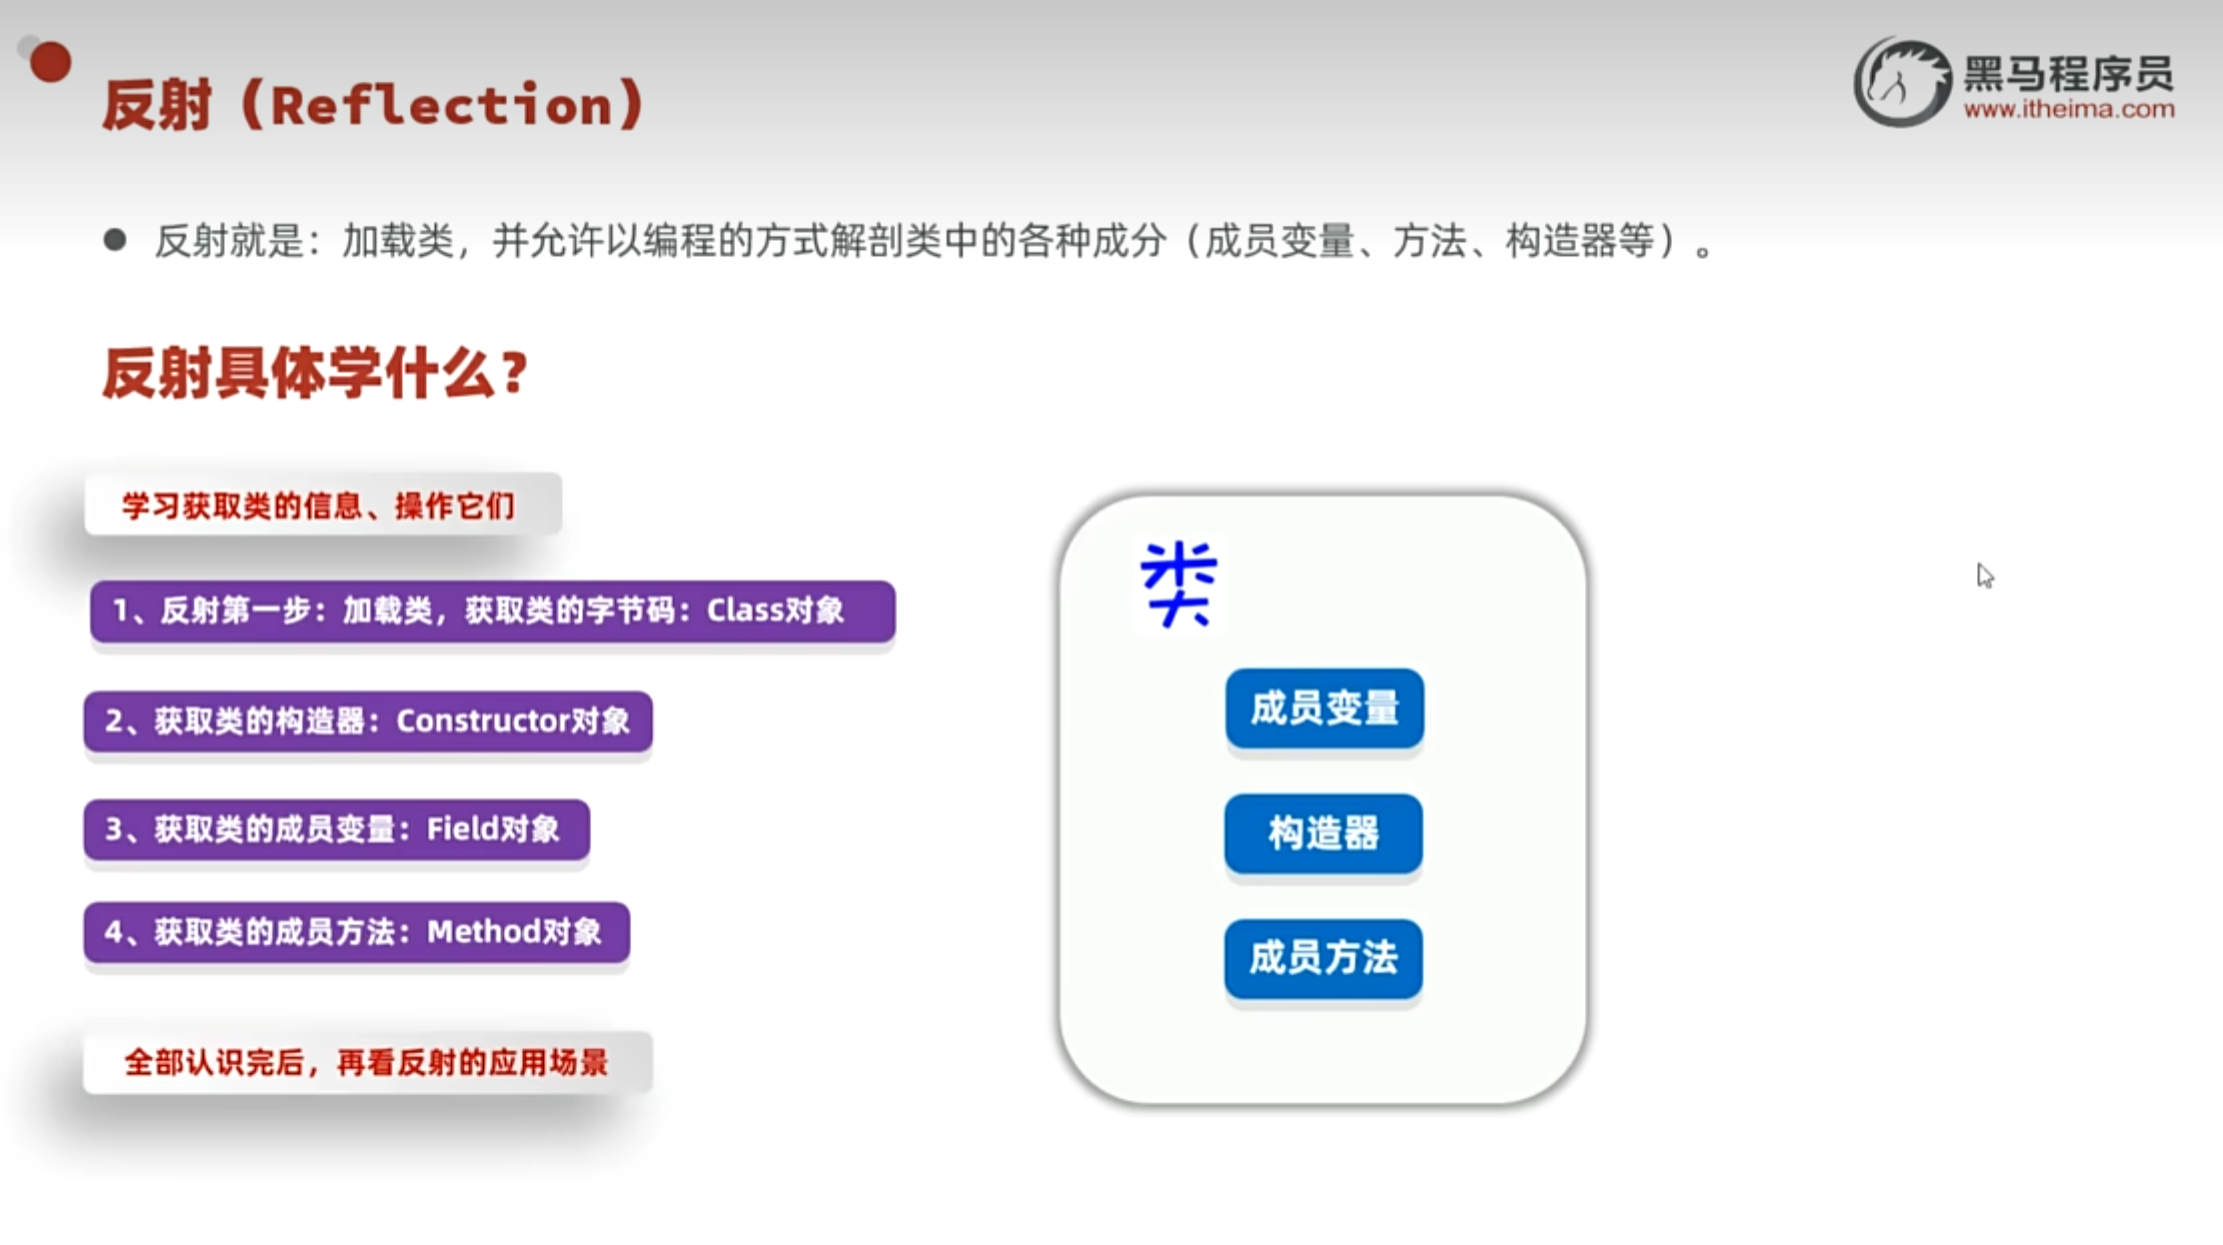 反射（Reflection）
黑马程序员
www.itheima.com
反射就是：加载类，并允许以编程的方式解剖类中的各种成分（成员变量、方法、构造器等）。
反射具体学什么？
学习获取类的信息、操作它们
1、反射第一步：加载类，获取类的字节码：Class对象
2、获取类的构造器：Constructor对象
3、获取类的成员变量：Field对象
4、获取类的成员方法：Method对象
全部认识完后，再看反射的应用场景
类
成员变量
构造器
成员方法